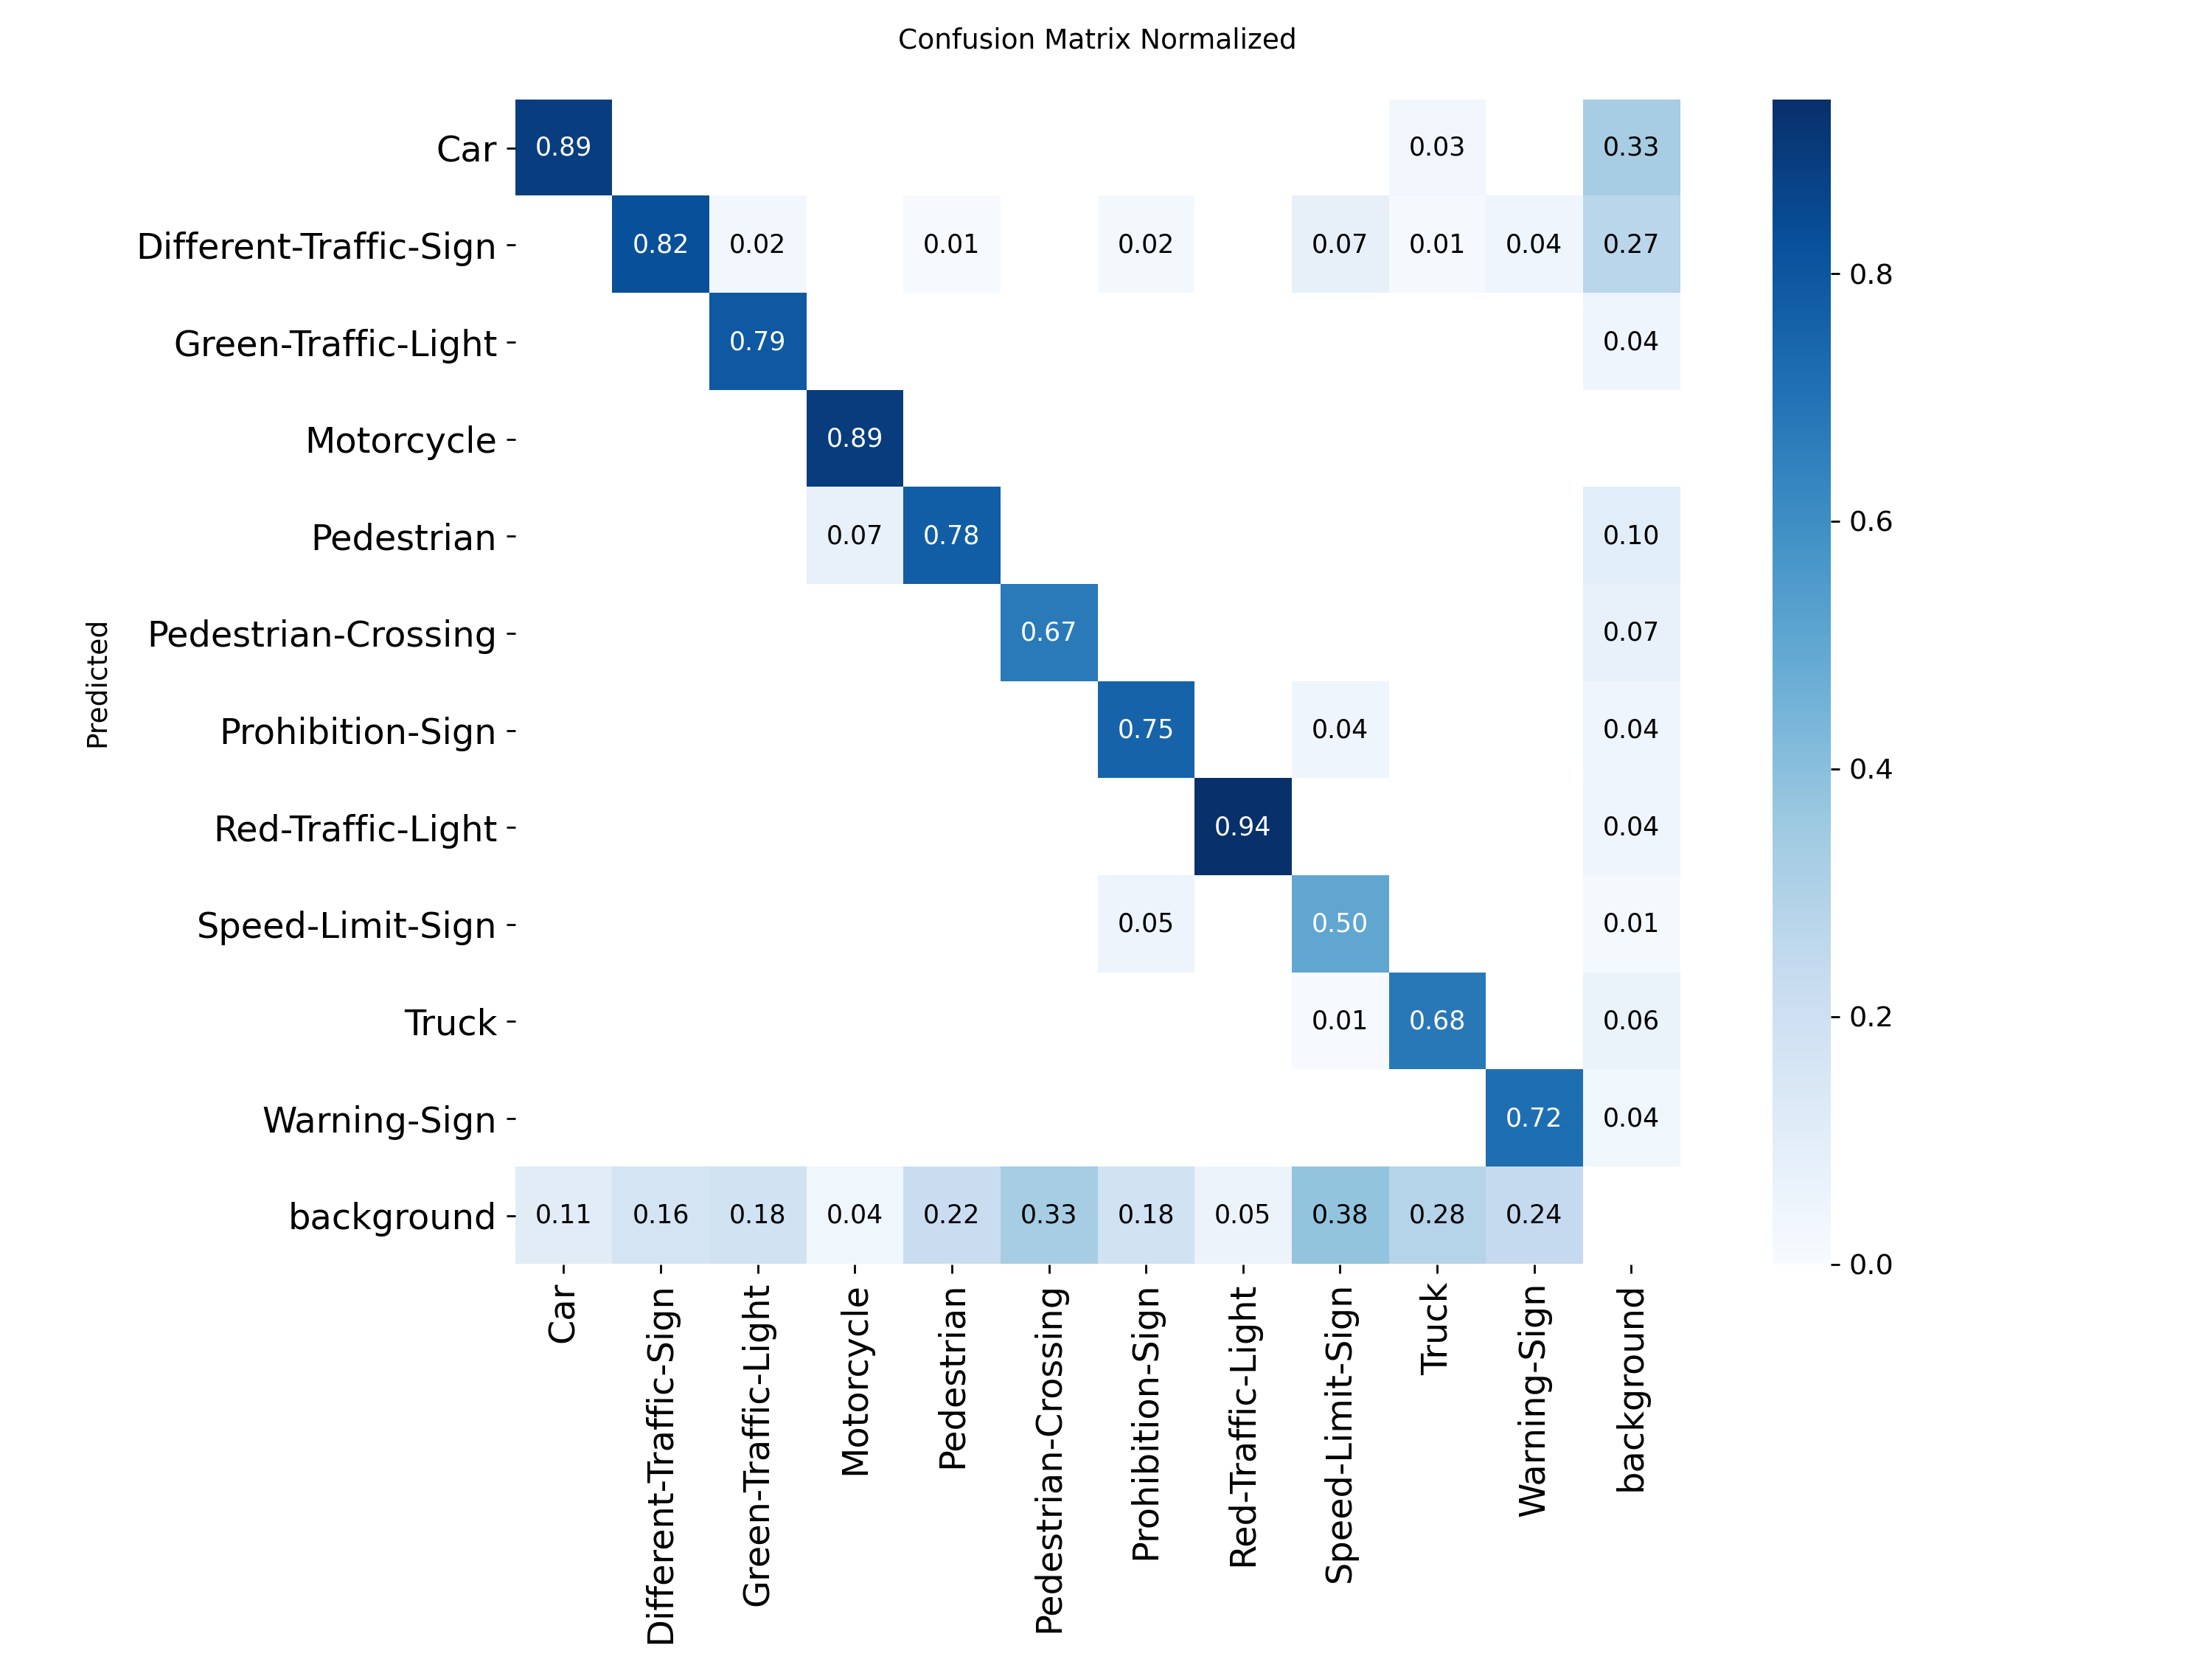 Confusion Matrix Normalized
Predicted
Car 0.89 0.03 0.33
Different-Traffic-Sign 0.82 0.02 0.01 0.02 0.07 0.01 0.04 0.27
Green-Traffic-Light 0.79 0.04
Motorcycle 0.89
Pedestrian 0.07 0.78 0.10
Pedestrian-Crossing 0.67 0.07
Prohibition-Sign 0.75 0.04 0.04
Red-Traffic-Light 0.94 0.04
Speed-Limit-Sign 0.05 0.50 0.01
Truck 0.01 0.68 0.06
Warning-Sign 0.72 0.04
background 0.11 0.16 0.18 0.04 0.22 0.33 0.18 0.05 0.38 0.28 0.24
Car
Different-Traffic-Sign
Green-Traffic-Light
Motorcycle
Pedestrian
Pedestrian-Crossing
Prohibition-Sign
Red-Traffic-Light
Speed-Limit-Sign
Truck
Warning-Sign
background
0.8
0.6
0.4
0.2
0.0